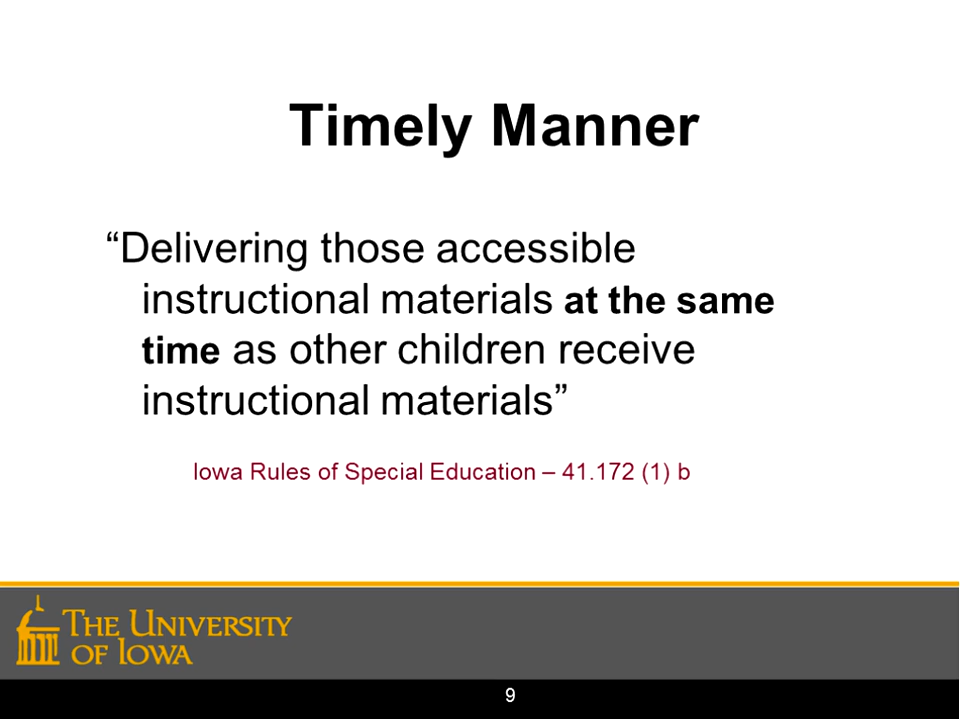 Timely Manner
“Delivering those accessible
instructional materials at the same
time as other children receive
instructional materials”
Iowa Rules of Special Education – 41.172 (1) b
THE UNIVERSITY
OF IOWA
9